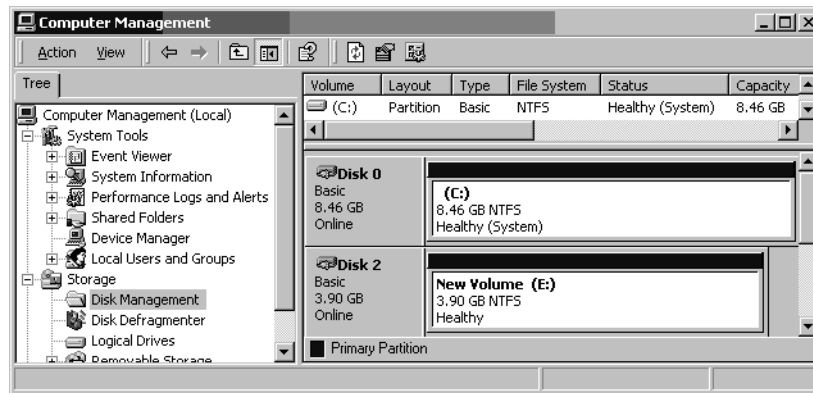 Computer Management
Action View
Tree
Computer Management (Local)
System Tools
Event Viewer
System Information
Performance Logs and Alerts
Shared Folders
Device Manager
Local Users and Groups
Storage
Disk Management
Disk Defragmenter
Logical Drives
Removable Storage
Volume Layout Type File System Status Capacity
(C:) Partition Basic NTFS Healthy (System) 8.46 GB
Disk 0
Basic
8.46 GB
Online
(C:)
8.46 GB NTFS
Healthy (System)
Disk 2
Basic
3.90 GB
Online
New Volume (E:)
3.90 GB NTFS
Healthy
Primary Partition